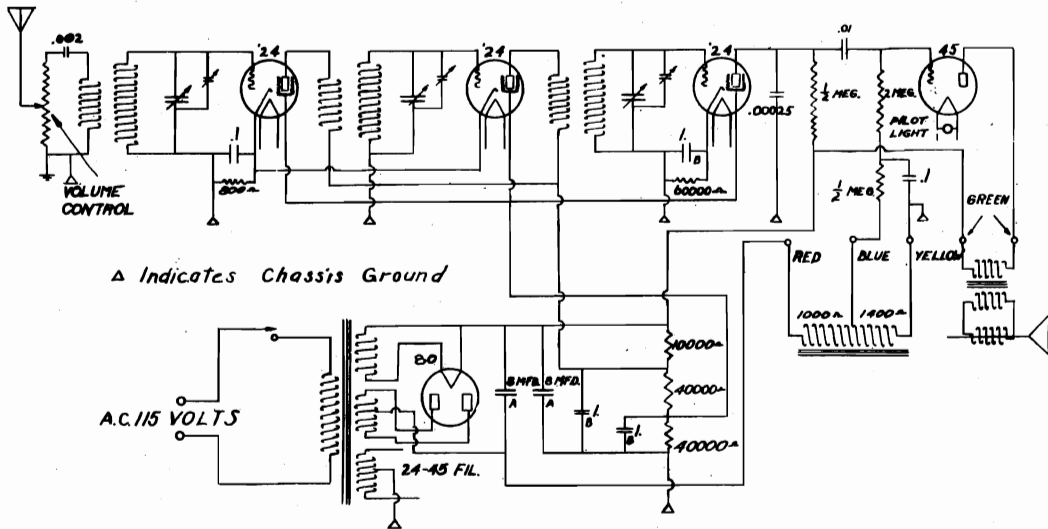 .002
'24
'24
'24
.01
45
.1
800Ω
1.
B
60000Ω
.00025
½ MEG.
2 MEG.
PILOT
LIGHT
VOLUME
CONTROL
½ MEG.
.1
GREEN
RED
BLUE
YELLOW
△ Indicates Chassis Ground
1000Ω
1400Ω
80
8 MFD.
A
8 MFD.
A
10000Ω
40000Ω
40000Ω
1.
B
1.
B
A.C. 115 VOLTS
24-45 FIL.